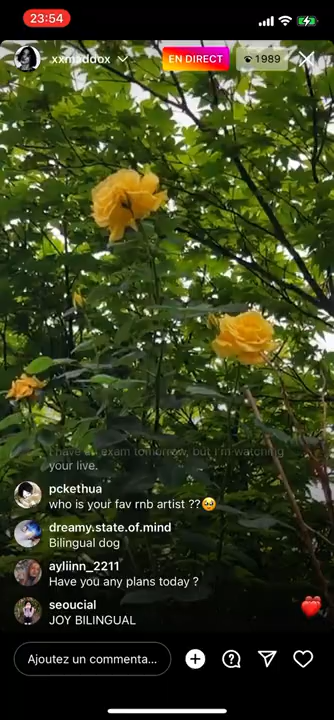 23:54
xxmaddox
EN DIRECT
1989
I have an exam tomorrow, but I'm watching
your live.
pckethua
who is your fav rnb artist ??🥺
dreamy.state.of.mind
Bilingual dog
ayliinn_2211
Have you any plans today ?
seoucial
JOY BILINGUAL
Ajoutez un commenta...